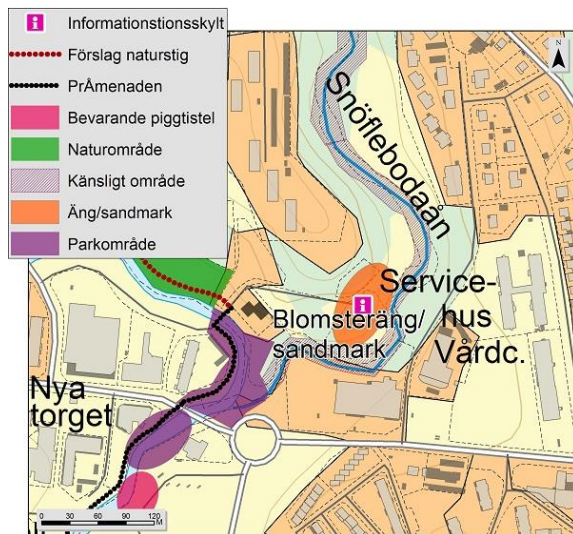 Informationstionsskylt
Förslag naturstig
PrÅmenaden
Bevarande piggtistel
Naturområde
Känsligt område
Äng/sandmark
Parkområde
N
Snöflebodaån
Service-
hus
Vårdc.
Blomsteräng/
sandmark
Nya
torget
0 30 60 90 120
M